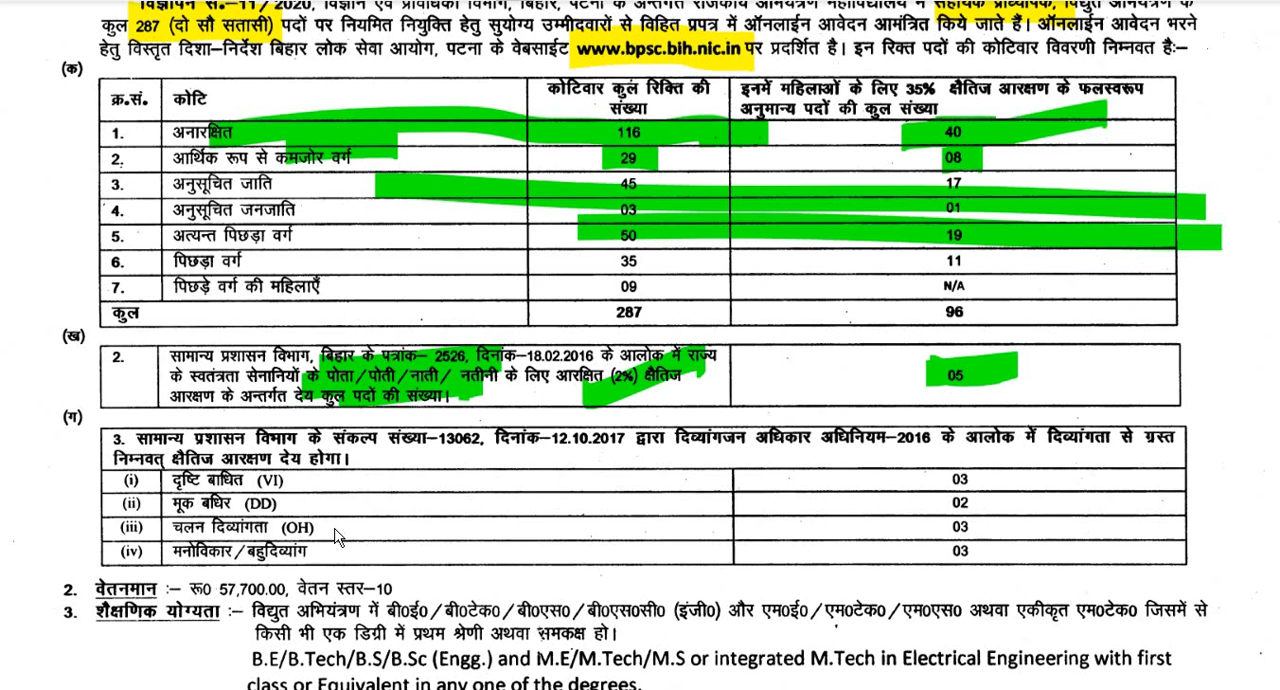 विज्ञापन सं.–11/2020, विज्ञान एवं प्रावैधिकी विभाग, बिहार, पटना के अन्तर्गत राजकीय अभियंत्रण महाविद्यालय में सहायक प्राध्यापक, विद्युत अभियंत्रण के
कुल 287 (दो सौ सतासी) पदों पर नियमित नियुक्ति हेतु सुयोग्य उम्मीदवारों से विहित प्रपत्र में ऑनलाईन आवेदन आमंत्रित किये जाते हैं। ऑनलाईन आवेदन भरने
हेतु विस्तृत दिशा–निर्देश बिहार लोक सेवा आयोग, पटना के वेबसाईट www.bpsc.bih.nic.in पर प्रदर्शित है। इन रिक्त पदों की कोटिवार विवरणी निम्नवत है:–
(क)
क्र.सं. कोटि कोटिवार कुल रिक्ति की संख्या इनमें महिलाओं के लिए 35% क्षैतिज आरक्षण के फलस्वरूप अनुमान्य पदों की कुल संख्या
1. अनारक्षित 116 40
2. आर्थिक रूप से कमजोर वर्ग 29 08
3. अनुसूचित जाति 45 17
4. अनुसूचित जनजाति 03 01
5. अत्यन्त पिछड़ा वर्ग 50 19
6. पिछड़ा वर्ग 35 11
7. पिछड़े वर्ग की महिलाएँ 09 N/A
कुल 287 96
(ख)
2. सामान्य प्रशासन विभाग, बिहार के पत्रांक– 2526, दिनांक–18.02.2016 के आलोक में राज्य
के स्वतंत्रता सेनानियों के पोता/पोती/नाती/ नतीनी के लिए आरक्षित (2%) क्षैतिज 05
आरक्षण के अन्तर्गत देय कुल पदों की संख्या।
(ग)
3. सामान्य प्रशासन विभाग के संकल्प संख्या–13062, दिनांक–12.10.2017 द्वारा दिव्यांगजन अधिकार अधिनियम–2016 के आलोक में दिव्यांगता से ग्रस्त
निम्नवत् क्षैतिज आरक्षण देय होगा।
(i) दृष्टि बाधित (VI) 03
(ii) मूक बधिर (DD) 02
(iii) चलन दिव्यांगता (OH) 03
(iv) मनोविकार/बहुदिव्यांग 03
2. वेतनमान :– रू0 57,700.00, वेतन स्तर–10
3. शैक्षणिक योग्यता :– विद्युत अभियंत्रण में बी0ई0/बी0टेक0/बी0एस0/बी0एस0सी0 (इंजी0) और एम0ई0/एम0टेक0/एम0एस0 अथवा एकीकृत एम0टेक0 जिसमें से
किसी भी एक डिग्री में प्रथम श्रेणी अथवा समकक्ष हो।
B.E/B.Tech/B.S/B.Sc (Engg.) and M.E/M.Tech/M.S or integrated M.Tech in Electrical Engineering with first
class or Equivalent in any one of the degrees.